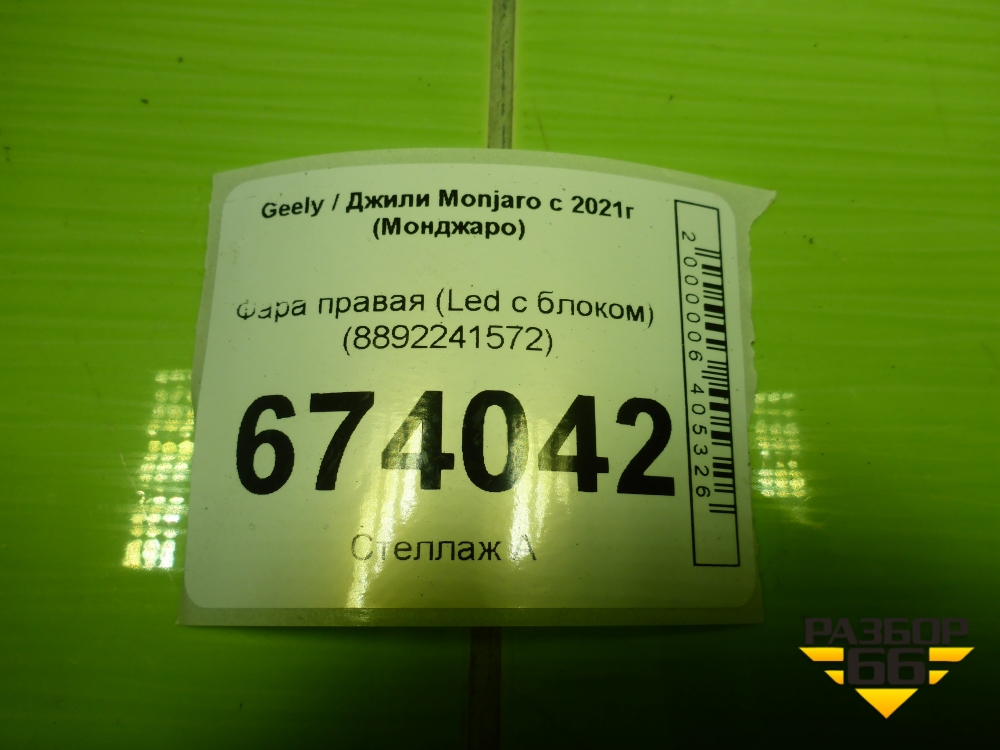 Geely / Джили Monjaro с 2021г
(Монджаро)
Фара правая (Led с блоком)
(8892241572)
674042
Стеллаж А
2000006405326
РАЗБОР
66